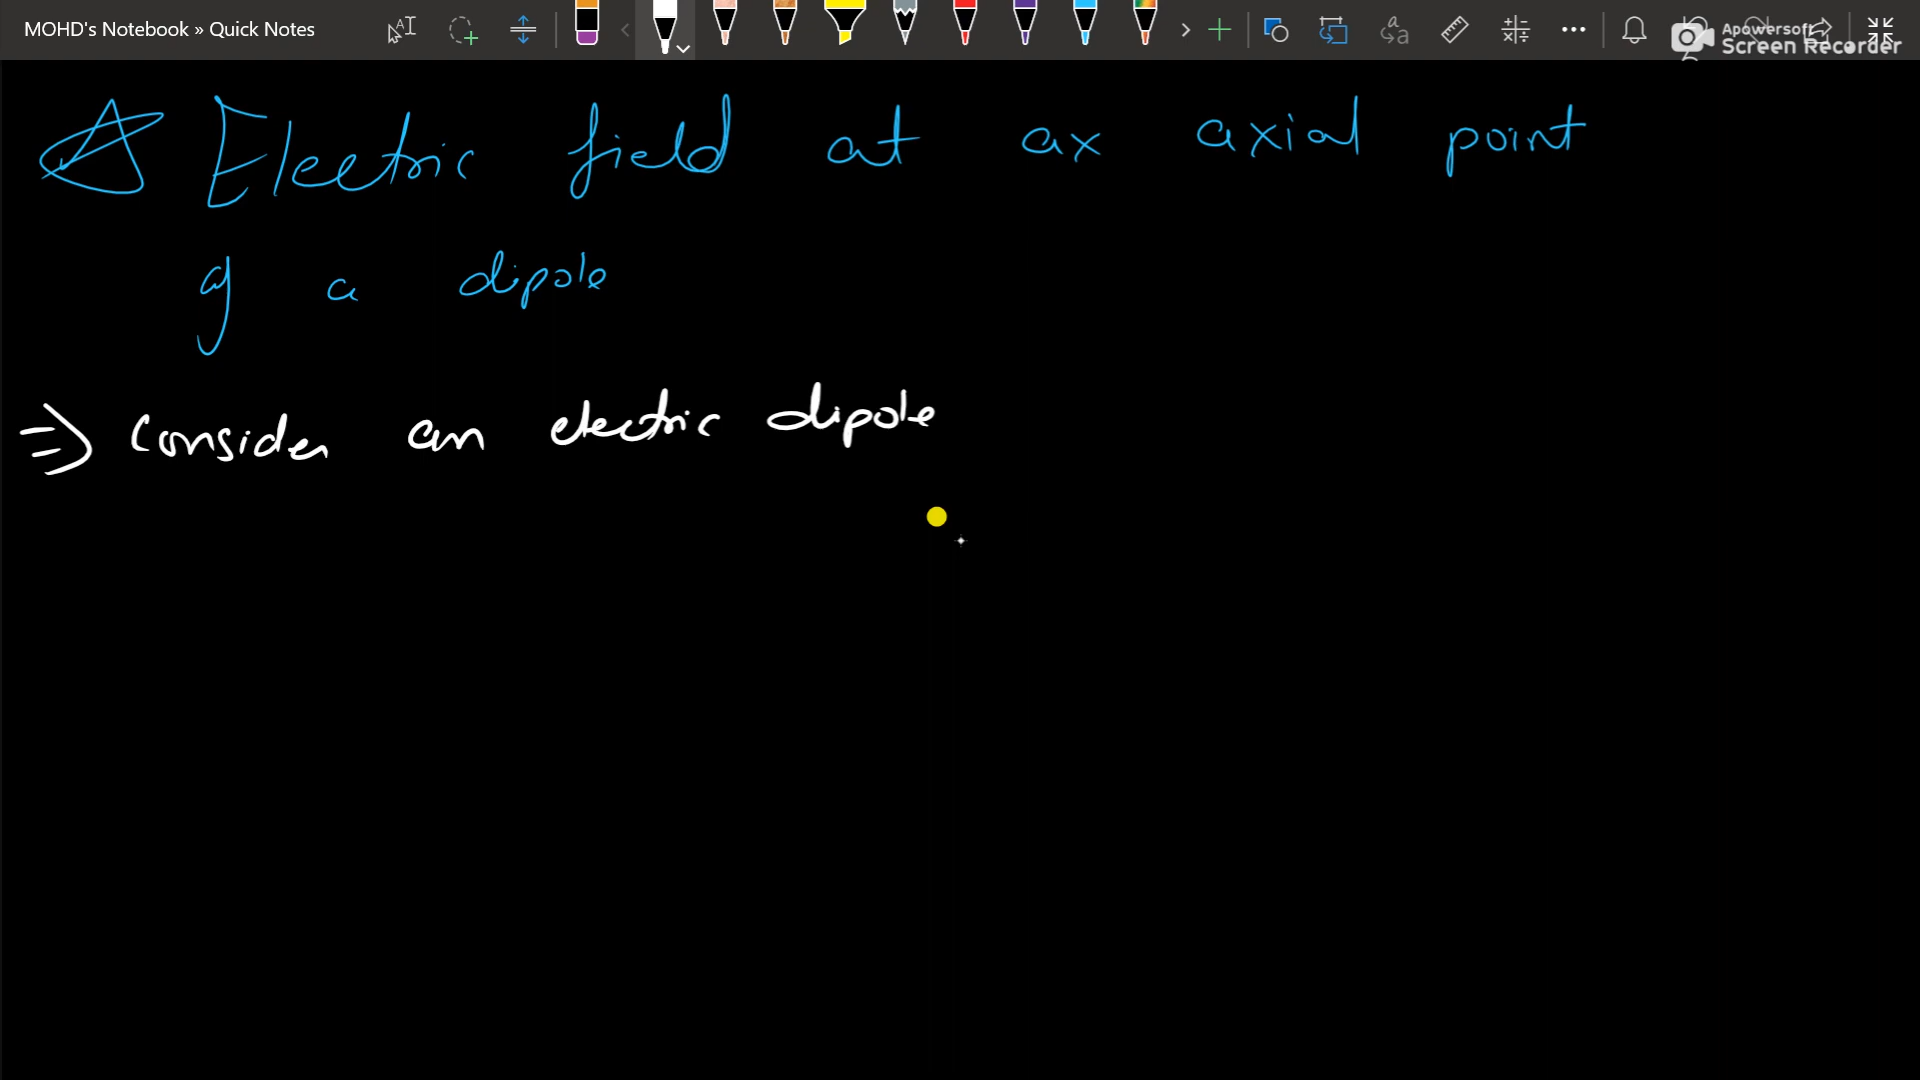 MOHD's Notebook » Quick Notes
Apowersoft
Screen Recorder
Electric field at ax axial point
of a dipole
⇒ Consider an electric dipole